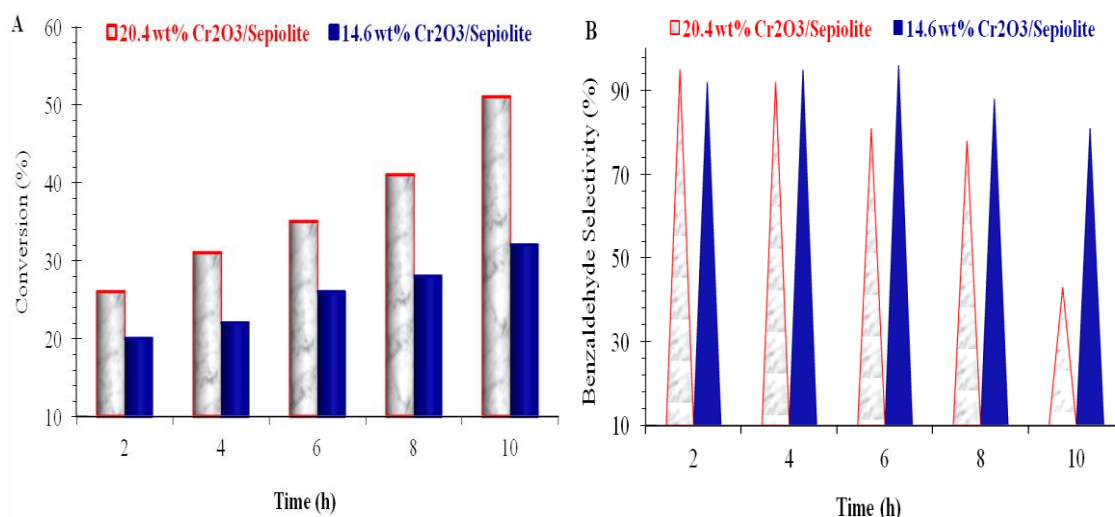 A
20.4 wt% Cr2O3/Sepiolite 14.6 wt% Cr2O3/Sepiolite
Conversion (%)
60
50
40
30
20
10
2 4 6 8 10
Time (h)
B
20.4 wt% Cr2O3/Sepiolite 14.6 wt% Cr2O3/Sepiolite
Benzaldehyde Selectivity (%)
90
70
50
30
10
2 4 6 8 10
Time (h)